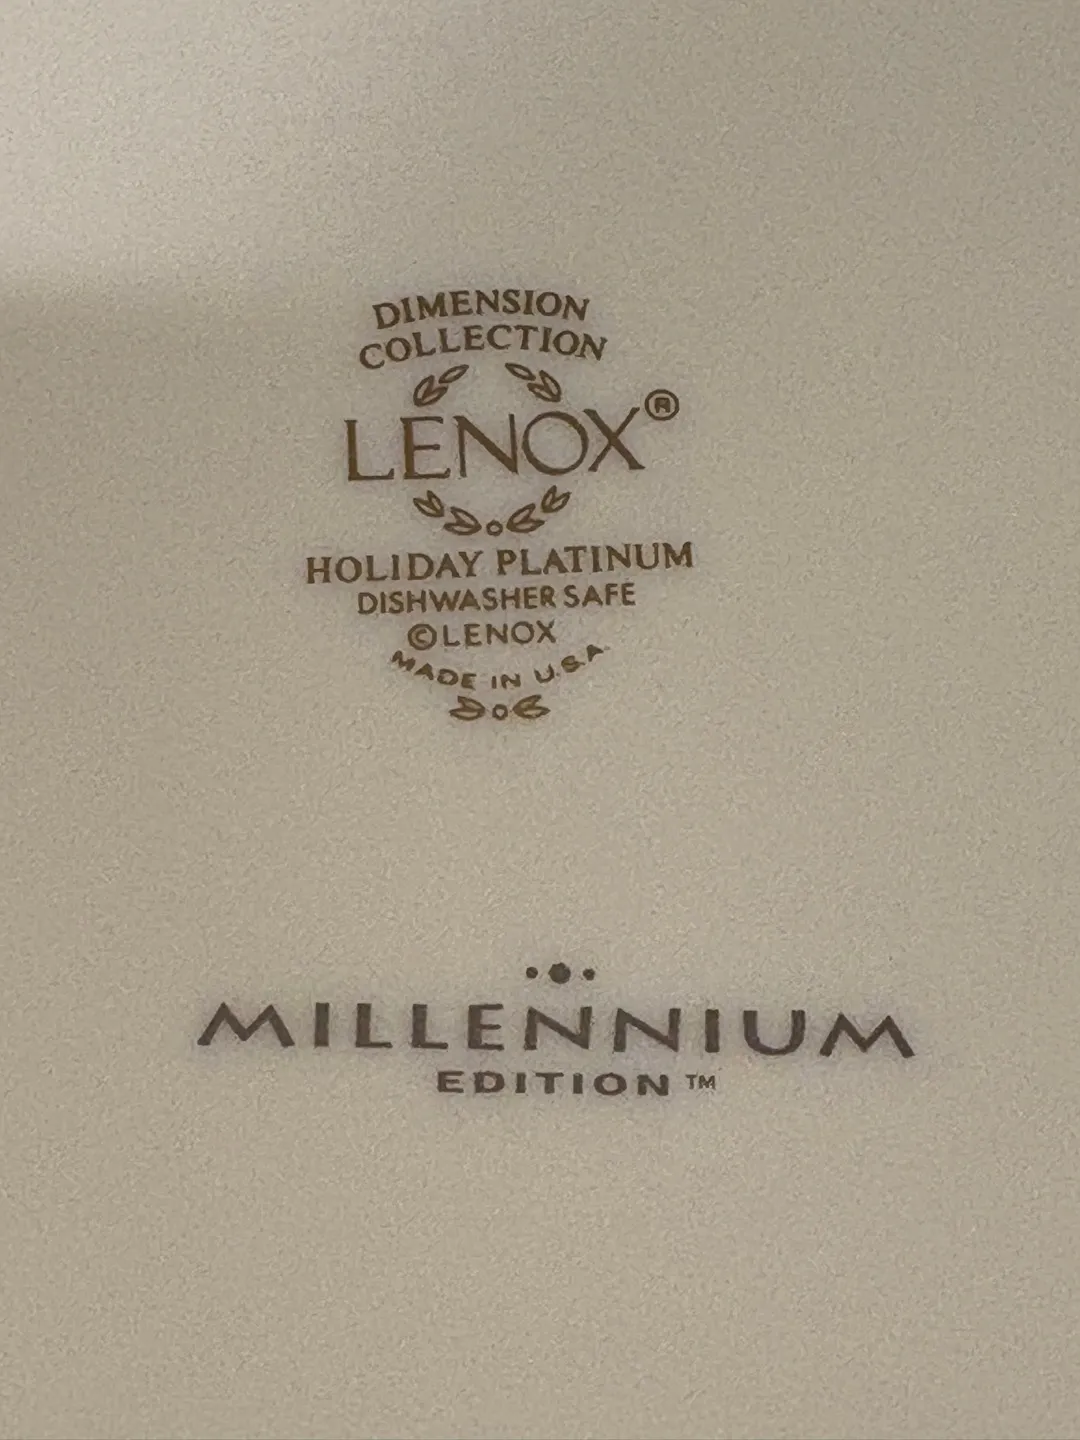 DIMENSION
COLLECTION
LENOX®
HOLIDAY PLATINUM
DISHWASHER SAFE
©LENOX
MADE IN U.S.A.
MILLENNIUM
EDITION™